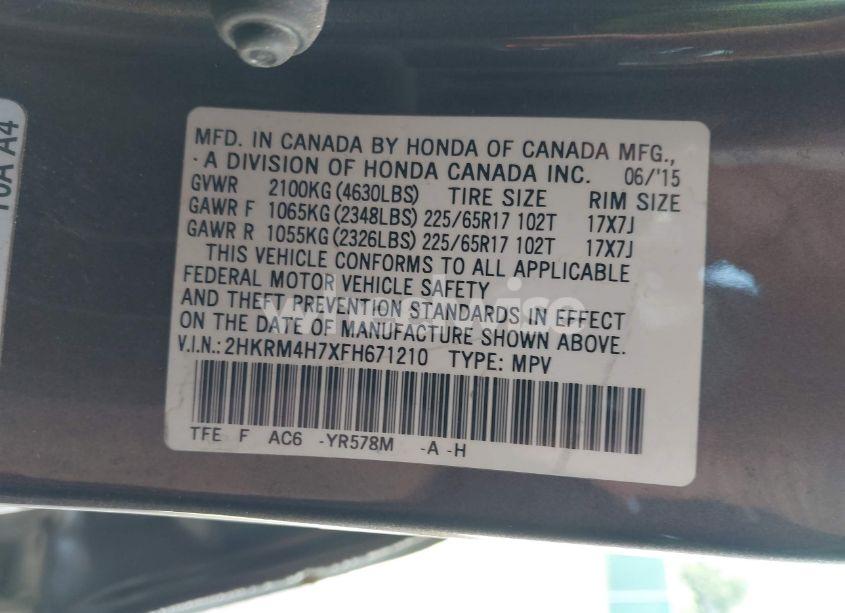 10A A4
MFD. IN CANADA BY HONDA OF CANADA MFG.,
A DIVISION OF HONDA CANADA INC. 06/'15
GVWR 2100KG (4630LBS) TIRE SIZE RIM SIZE
GAWR F 1065KG (2348LBS) 225/65R17 102T 17X7J
GAWR R 1055KG (2326LBS) 225/65R17 102T 17X7J
THIS VEHICLE CONFORMS TO ALL APPLICABLE
FEDERAL MOTOR VEHICLE SAFETY
AND THEFT PREVENTION STANDARDS IN EFFECT
ON THE DATE OF MANUFACTURE SHOWN ABOVE.
V.I.N.: 2HKRM4H7XFH671210 TYPE: MPV
TFE F AC6 -YR578M -A -H